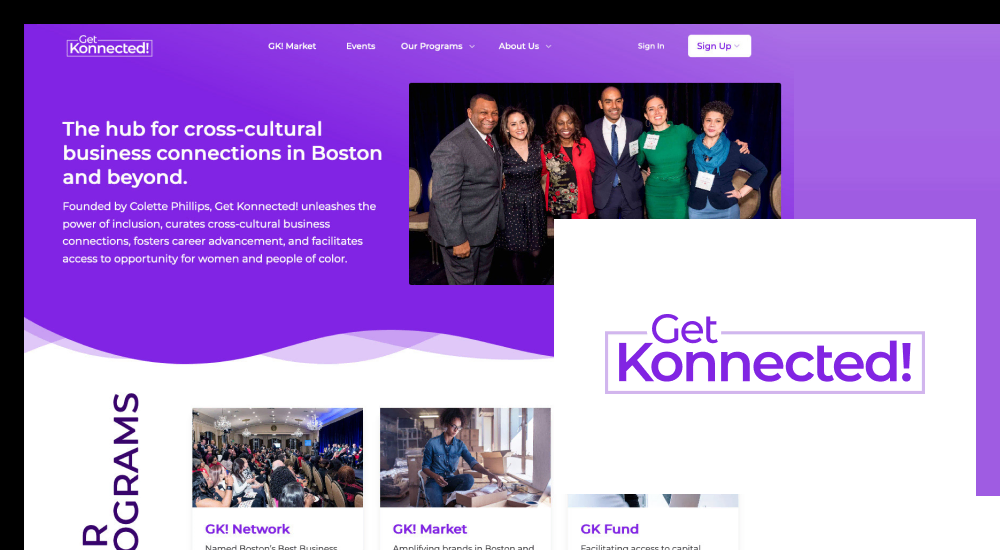 Get
Konnected!
GK! Market Events Our Programs About Us Sign In Sign Up
The hub for cross-cultural
business connections in Boston
and beyond.
Founded by Colette Phillips, Get Konnected! unleashes the
power of inclusion, curates cross-cultural business
connections, fosters career advancement, and facilitates
access to opportunity for women and people of color.
Get
Konnected!
R
OGRAMS
GK! Network
Named Boston's Best Business
GK! Market
Amplifying brands in Boston and
GK Fund
Facilitating access to capital